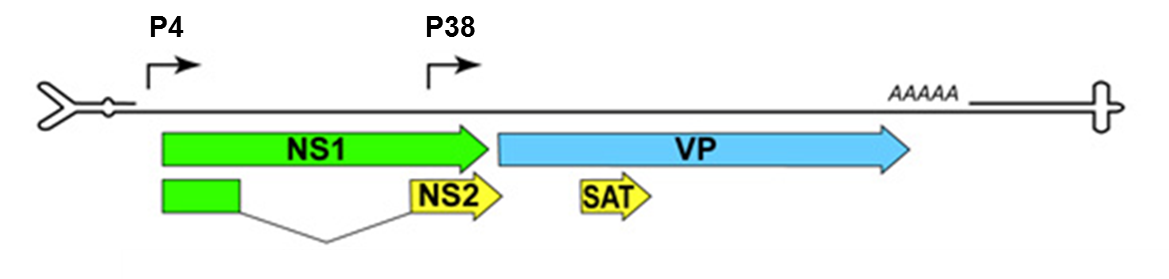 P4 P38
AAAAA
NS1 VP
NS2 SAT